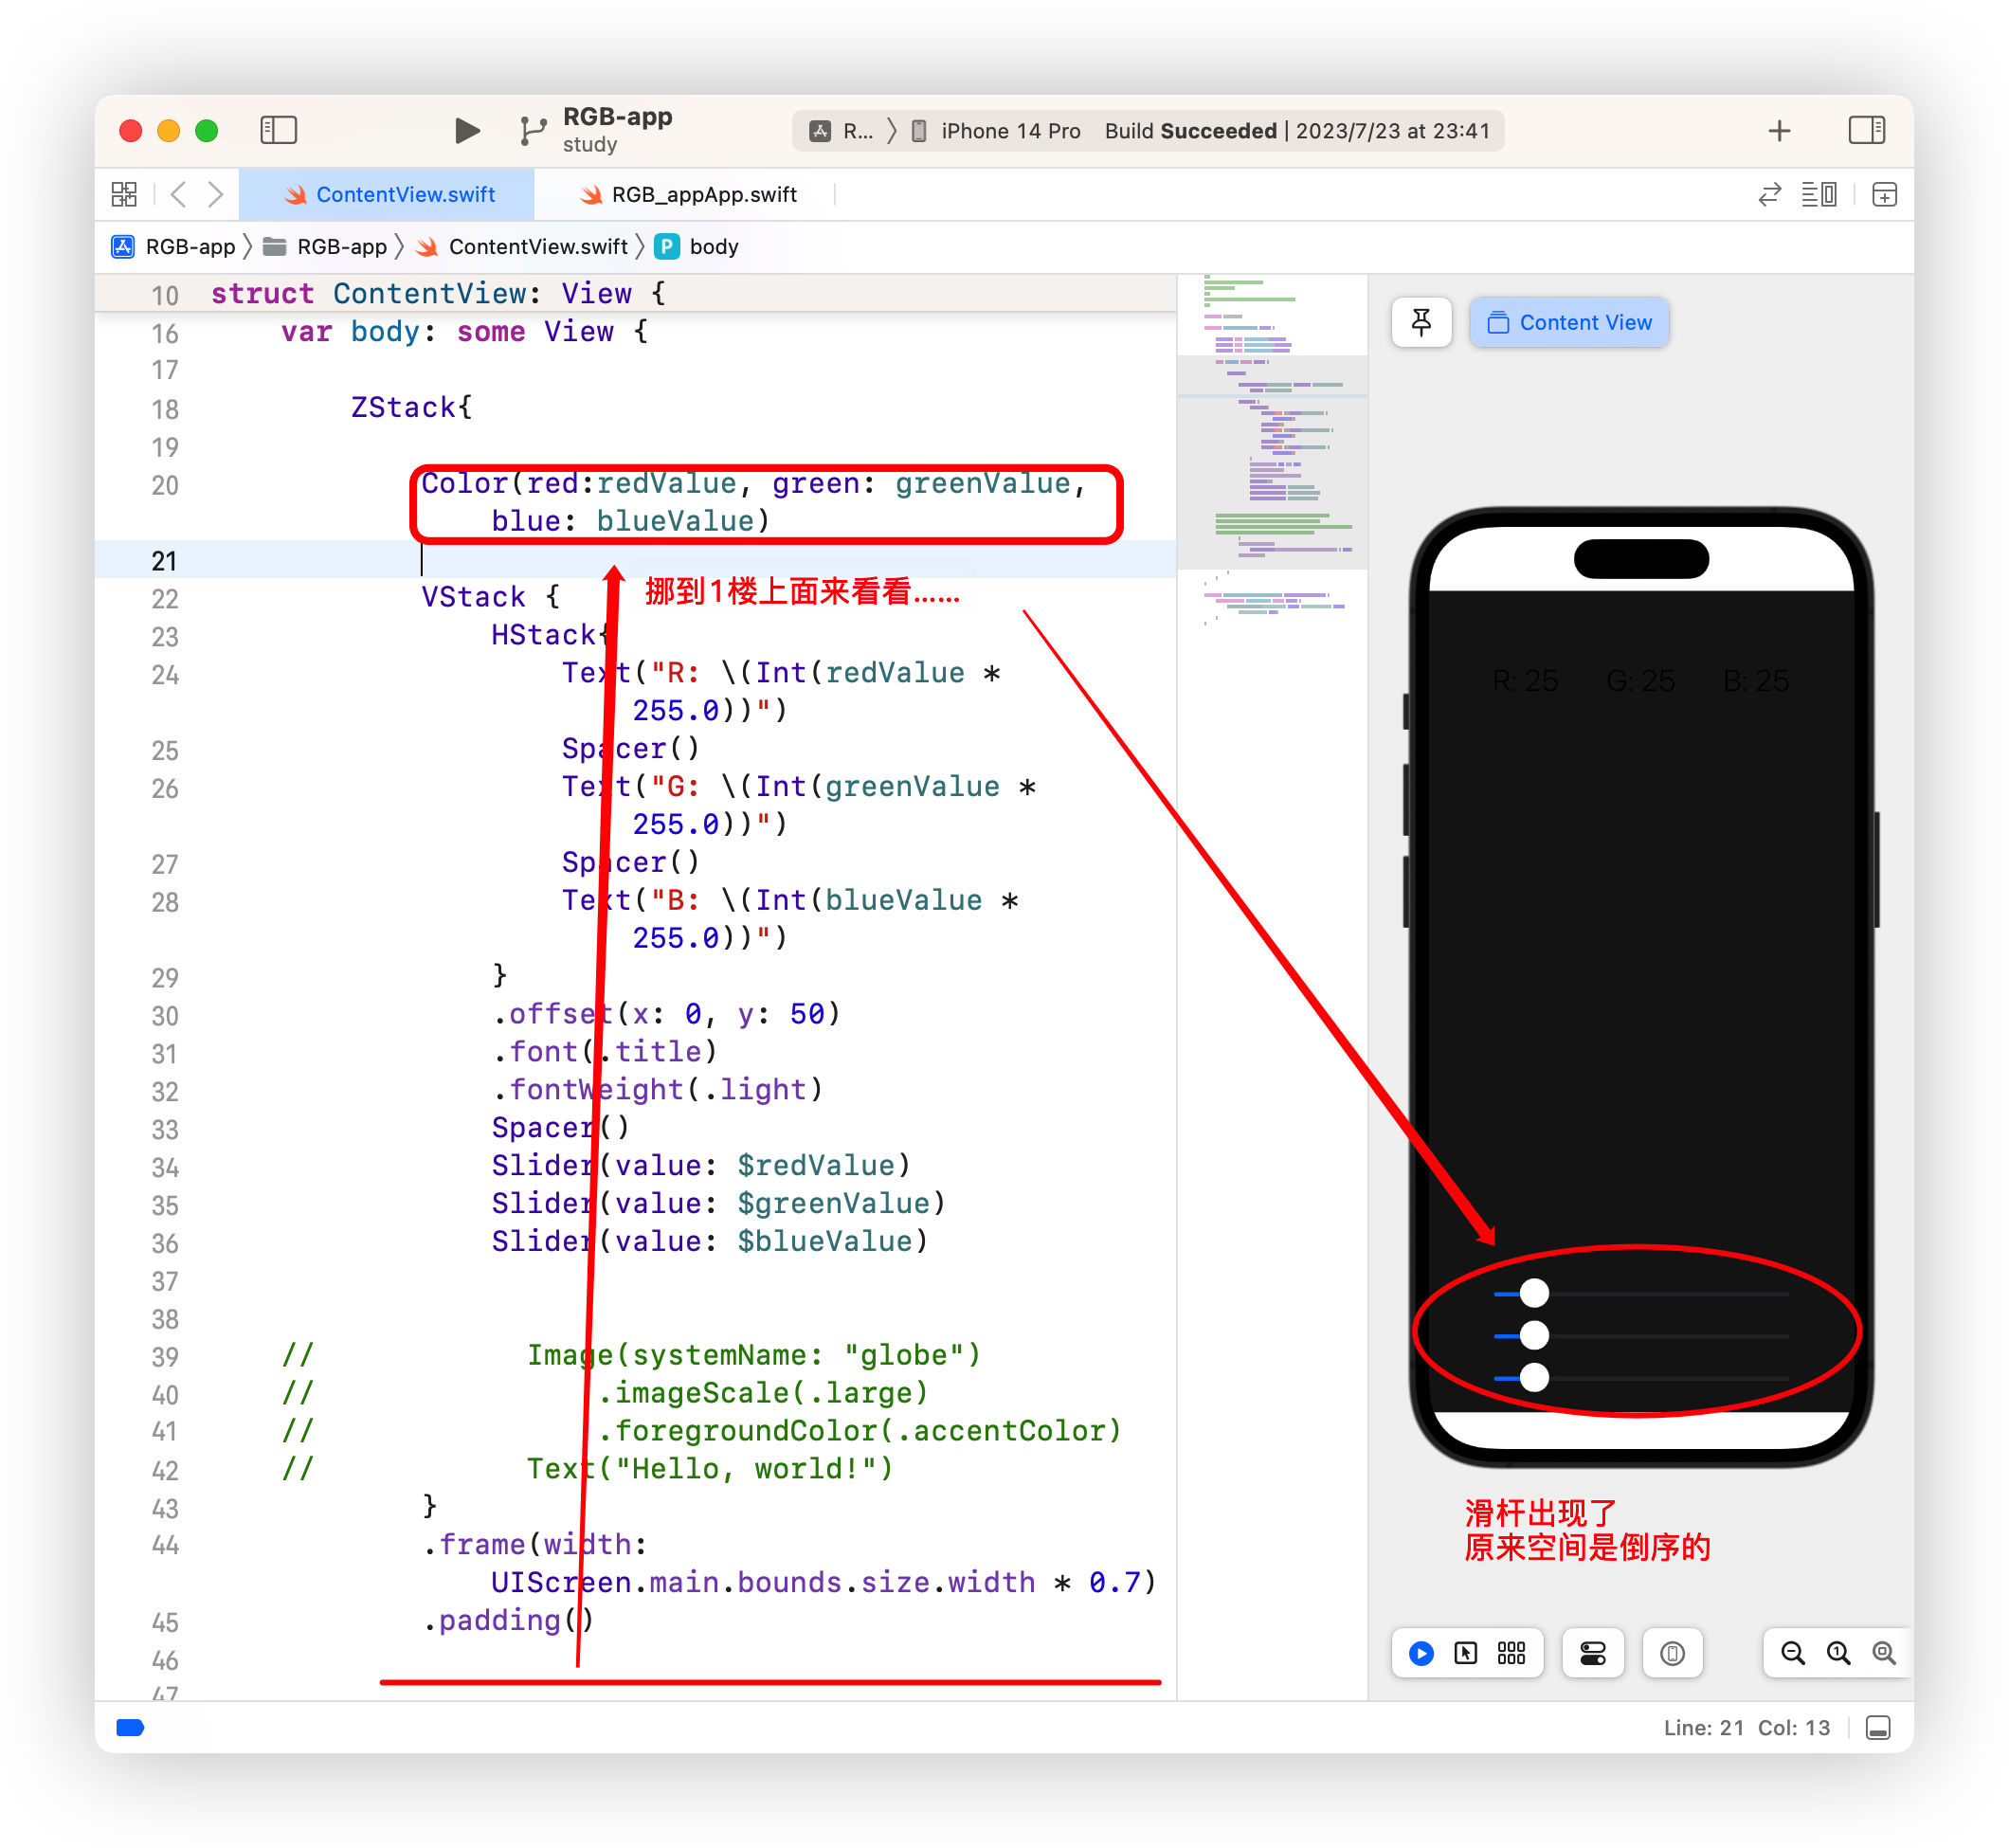 RGB-app
study
R... 〉 iPhone 14 Pro Build Succeeded | 2023/7/23 at 23:41
ContentView.swift RGB_appApp.swift
RGB-app 〉 RGB-app 〉 ContentView.swift 〉 P body
10 struct ContentView: View {
16 var body: some View {
17
18 ZStack{
19
20 Color(red:redValue, green: greenValue,
blue: blueValue)
21
挪到1楼上面来看看……
22 VStack {
23 HStack{
24 Text("R: \(Int(redValue *
255.0))")
25 Spacer()
26 Text("G: \(Int(greenValue *
255.0))")
27 Spacer()
28 Text("B: \(Int(blueValue *
255.0))")
29 }
30 .offset(x: 0, y: 50)
31 .font(.title)
32 .fontWeight(.light)
33 Spacer()
34 Slider(value: $redValue)
35 Slider(value: $greenValue)
36 Slider(value: $blueValue)
37
38
39 // Image(systemName: "globe")
40 // .imageScale(.large)
41 // .foregroundColor(.accentColor)
42 // Text("Hello, world!")
43 }
44 .frame(width:
UIScreen.main.bounds.size.width * 0.7)
45 .padding()
46
47
Content View
R: 25 G: 25 B: 25
滑杆出现了
原来空间是倒序的
Line: 21 Col: 13